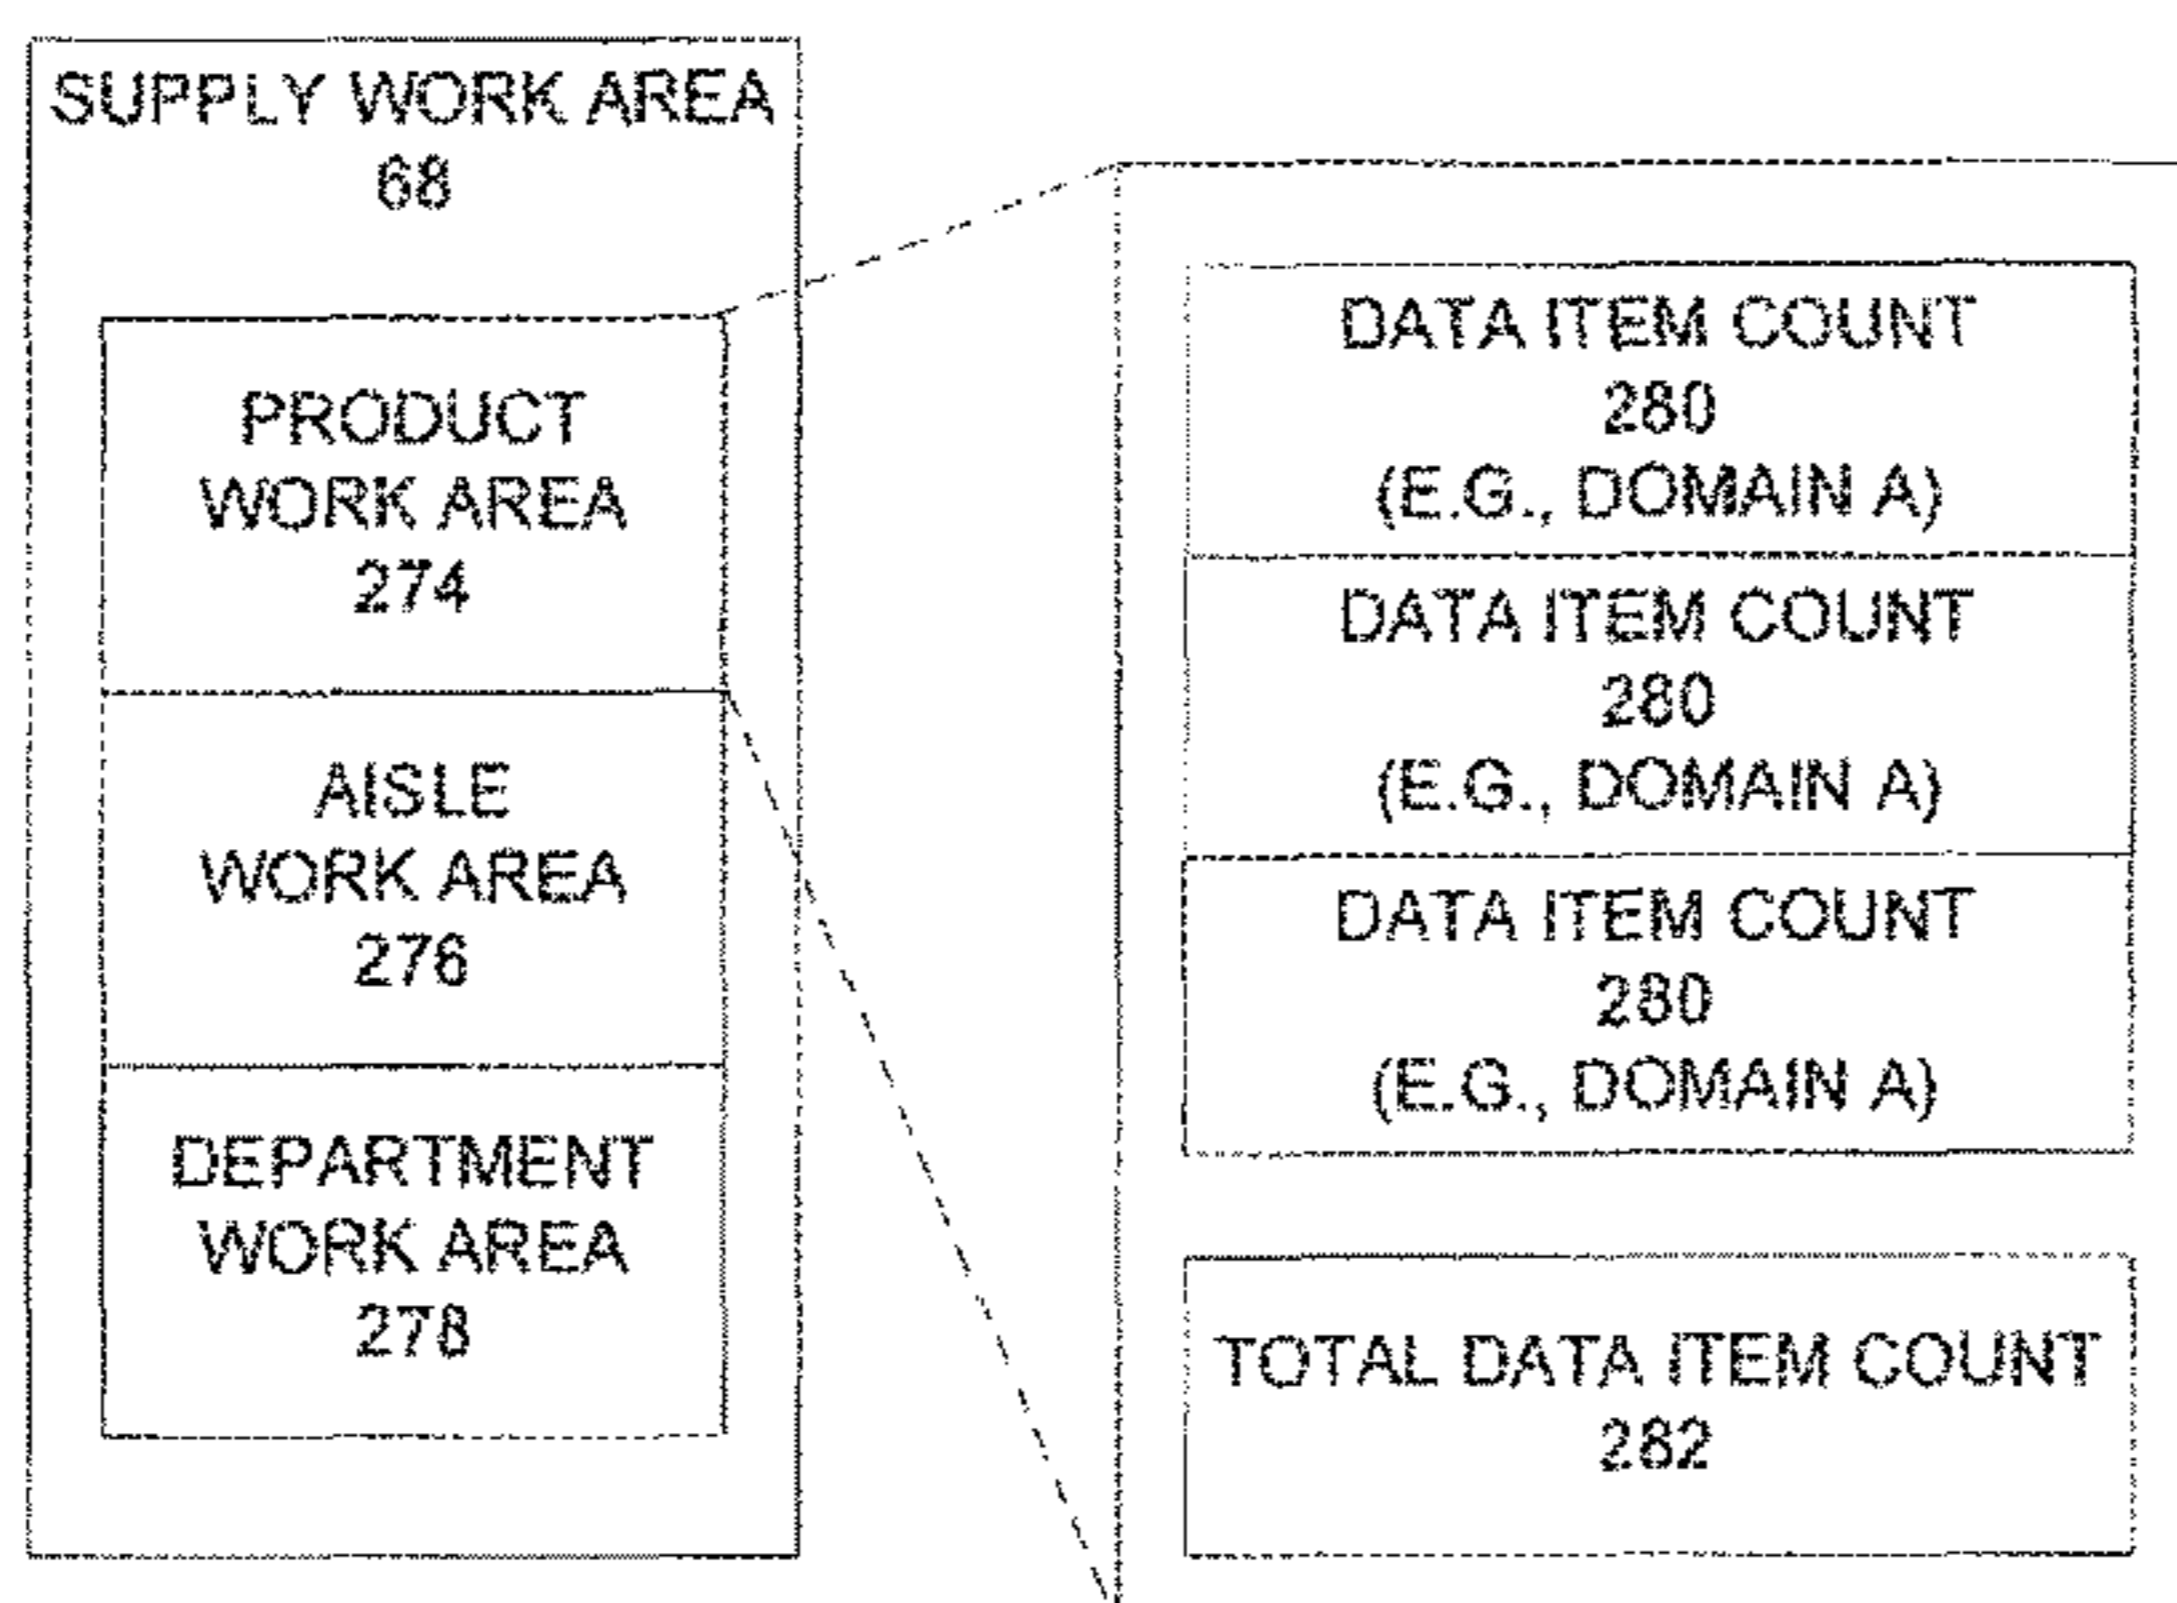 SUPPLY WORK AREA
68
PRODUCT
WORK AREA
274
AISLE
WORK AREA
276
DEPARTMENT
WORK AREA
278
DATA ITEM COUNT
280
(E.G., DOMAIN A)
DATA ITEM COUNT
280
(E.G., DOMAIN A)
DATA ITEM COUNT
280
(E.G., DOMAIN A)
TOTAL DATA ITEM COUNT
282